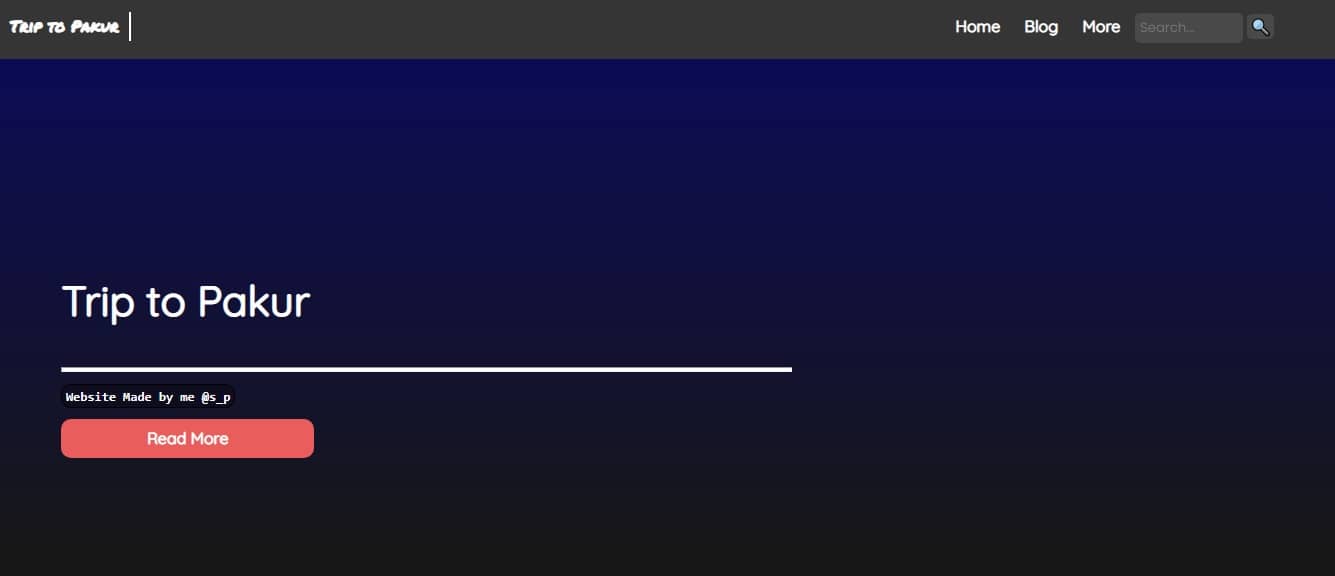 Trip to Pakur
Home Blog More Search...
Trip to Pakur
Website Made by me @s_p
Read More